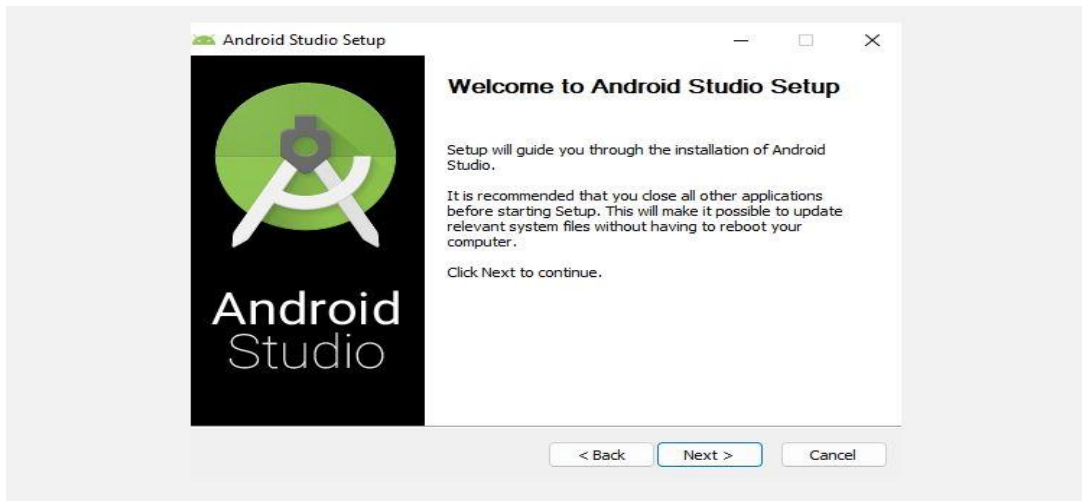 Android Studio Setup
Welcome to Android Studio Setup
Setup will guide you through the installation of Android
Studio.
It is recommended that you close all other applications
before starting Setup. This will make it possible to update
relevant system files without having to reboot your
computer.
Click Next to continue.
Android
Studio
< Back Next > Cancel